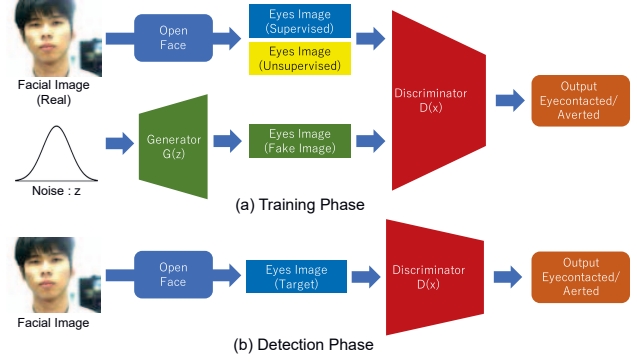 Open
Face
Eyes Image
(Supervised)
Eyes Image
(Unsupervised)
Facial Image
(Real)
Discriminator
D(x)
Output
Eyecontacted/
Averted
Generator
G(z)
Eyes Image
(Fake Image)
Noise : z
(a) Training Phase
Open
Face
Eyes Image
(Target)
Discriminator
D(x)
Output
Eyecontacted/
Aerted
Facial Image
(b) Detection Phase